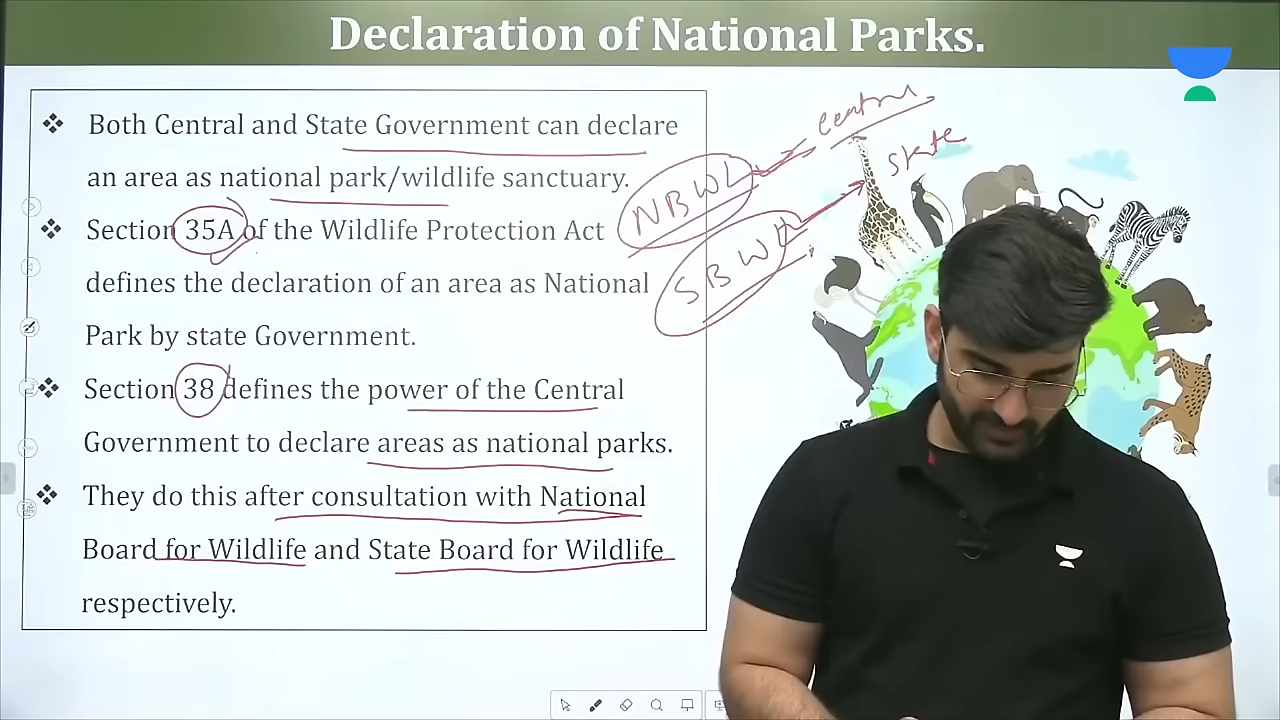 Declaration of National Parks.
❖ Both Central and State Government can declare
an area as national park/wildlife sanctuary.
❖ Section 35A of the Wildlife Protection Act
defines the declaration of an area as National
Park by state Government.
❖ Section 38 defines the power of the Central
Government to declare areas as national parks.
❖ They do this after consultation with National
Board for Wildlife and State Board for Wildlife
respectively.
NBWL
Central
SBWL
State